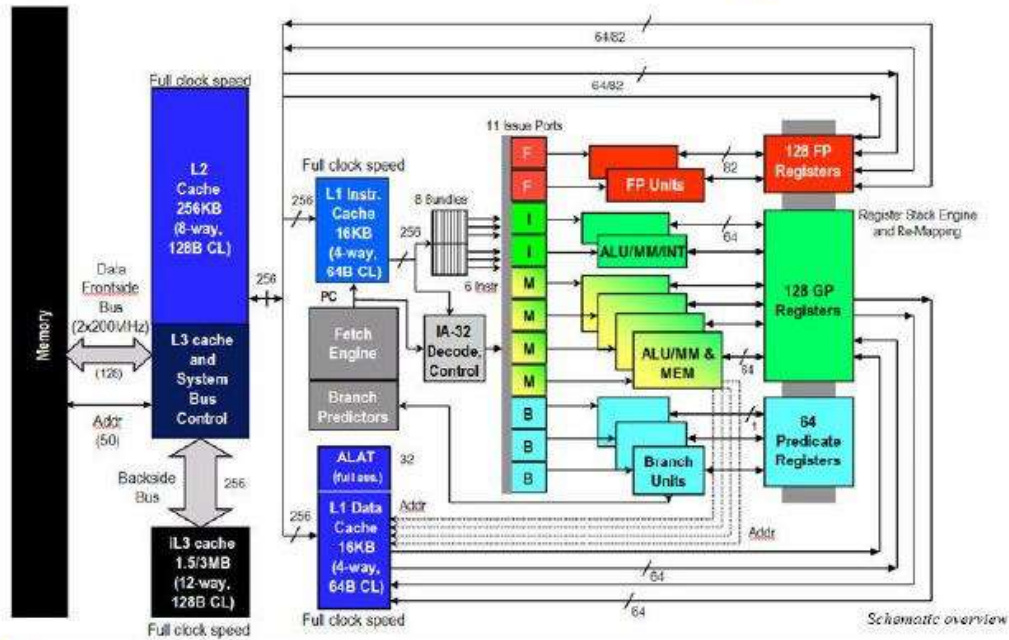 64/82
64/82
Full clock speed
11 Issue Ports
L2
Cache
256KB
(8-way,
128B CL)
Full clock speed
256
L1 Instr.
Cache
16KB
(4-way,
64B CL)
8 Bundles
256
6 Instr
F
F
I
I
M
M
M
M
B
B
B
FP Units
82
128 FP
Registers
ALU/MM/INT
64
Register Stack Engine
and Re-Mapping
128 GP
Registers
Memory
Data
Frontside
Bus
(2x200MHz)
(128)
Addr
(50)
256
L3 cache
and
System
Bus
Control
PC
Fetch
Engine
Branch
Predictors
IA-32
Decode,
Control
ALU/MM &
MEM
64
1
64
Predicate
Registers
Branch
Units
Backside
Bus
256
ALAT
(full ass.)
32
256
Addr
L1 Data
Cache
16KB
(4-way,
64B CL)
Addr
64
64
iL3 cache
1.5/3MB
(12-way,
128B CL)
Full clock speed
Full clock speed
Schematic overview